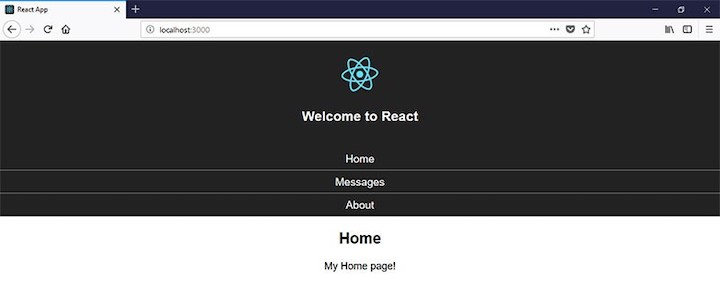 React App
localhost:3000
Welcome to React
Home
Messages
About
Home
My Home page!